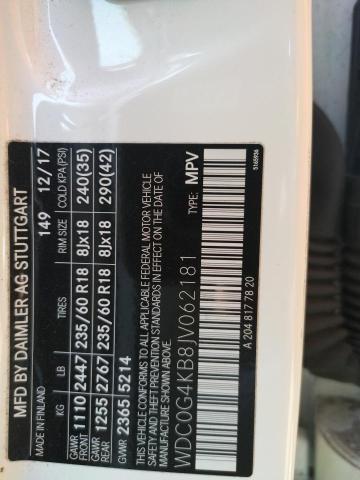 MFD BY DAIMLER AG STUTTGART
MADE IN FINLAND 149 12/17
KG LB TIRES RIM SIZE COLD KPA (PSI)
GAWR FRONT 1110 2447 235/60 R18 8Jx18 240(35)
GAWR REAR 1255 2767 235/60 R18 8Jx18 290(42)
GVWR 2365 5214
THIS VEHICLE CONFORMS TO ALL APPLICABLE FEDERAL MOTOR VEHICLE
SAFETY THEFT PREVENTION STANDARDS IN EFFECT ON THE DATE OF
MANUFACTURE SHOWN ABOVE.
WDC0G4KB8JV062181 TYPE: MPV
A 204 817 78 20
5165936